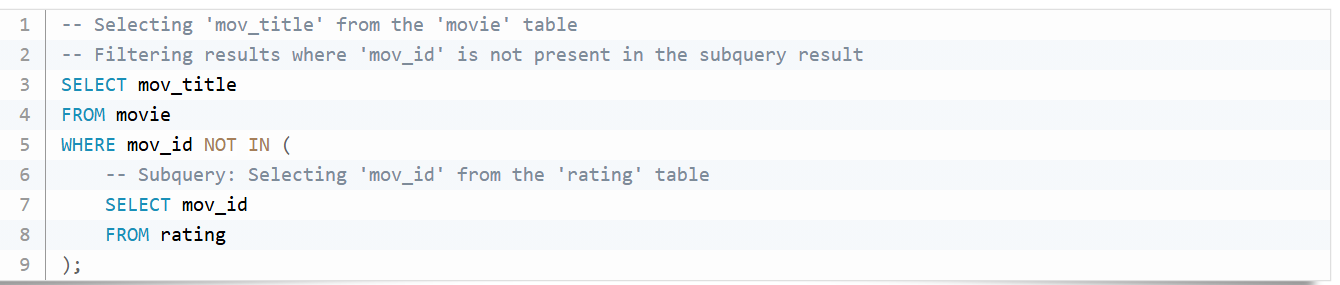 1 -- Selecting 'mov_title' from the 'movie' table
2 -- Filtering results where 'mov_id' is not present in the subquery result
3 SELECT mov_title
4 FROM movie
5 WHERE mov_id NOT IN (
6     -- Subquery: Selecting 'mov_id' from the 'rating' table
7     SELECT mov_id
8     FROM rating
9 );